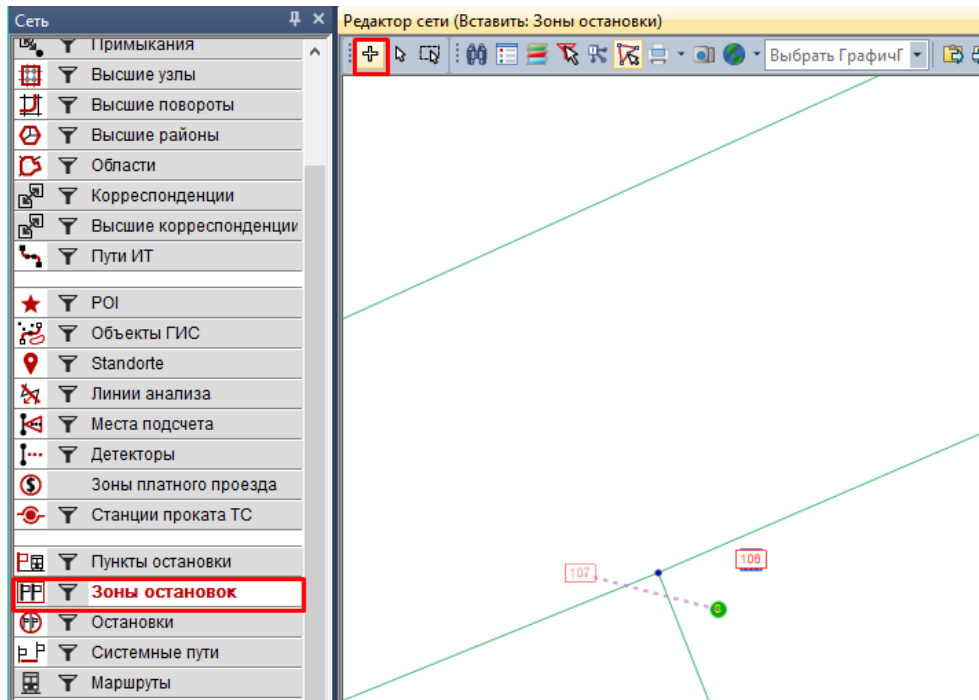 Сеть
Примыкания
Высшие узлы
Высшие повороты
Высшие районы
Области
Корреспонденции
Высшие корреспонденции
Пути ИТ
POI
Объекты ГИС
Standorte
Линии анализа
Места подсчета
Детекторы
Зоны платного проезда
Станции проката ТС
Пункты остановки
Зоны остановок
Остановки
Системные пути
Маршруты
Редактор сети (Вставить: Зоны остановки)
Выбрать ГрафичГ
106
107
S